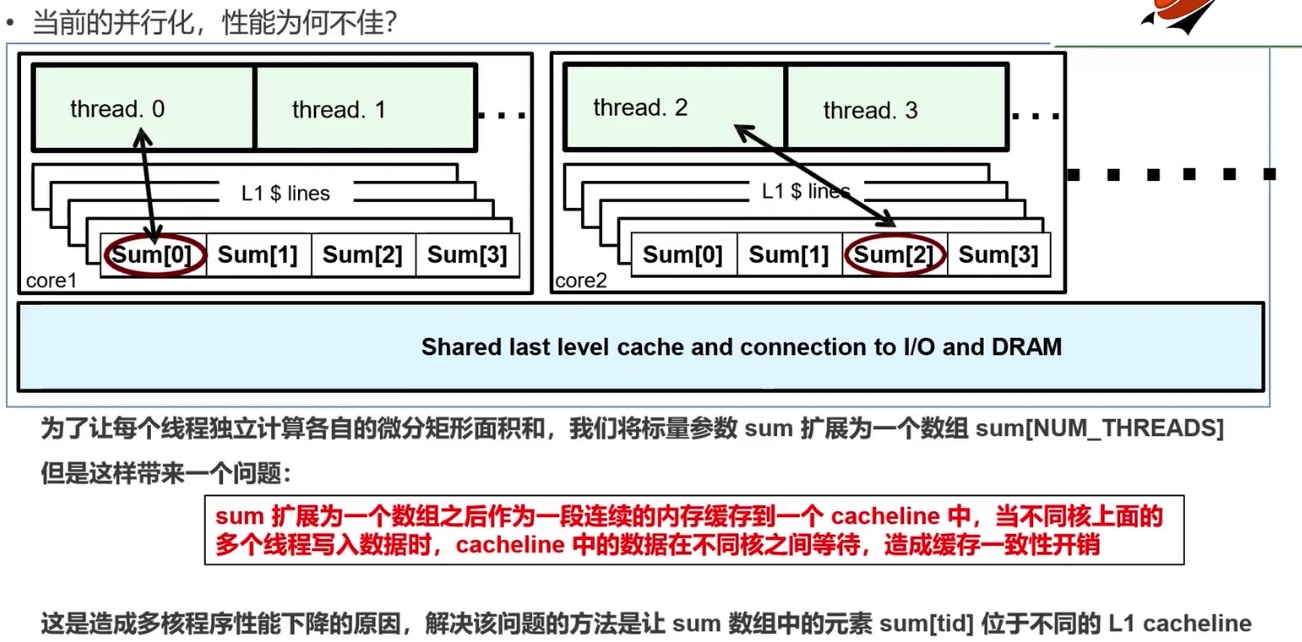 • 当前的并行化，性能为何不佳？
thread. 0
thread. 1
thread. 2
thread. 3
L1 $ lines
L1 $ lines
Sum[0] Sum[1] Sum[2] Sum[3]
Sum[0] Sum[1] Sum[2] Sum[3]
core1
core2
Shared last level cache and connection to I/O and DRAM
为了让每个线程独立计算各自的微分矩形面积和，我们将标量参数 sum 扩展为一个数组 sum[NUM_THREADS]
但是这样带来一个问题：
sum 扩展为一个数组之后作为一段连续的内存缓存到一个 cacheline 中，当不同核上面的
多个线程写入数据时，cacheline 中的数据在不同核之间等待，造成缓存一致性开销
这是造成多核程序性能下降的原因，解决该问题的方法是让 sum 数组中的元素 sum[tid] 位于不同的 L1 cacheline